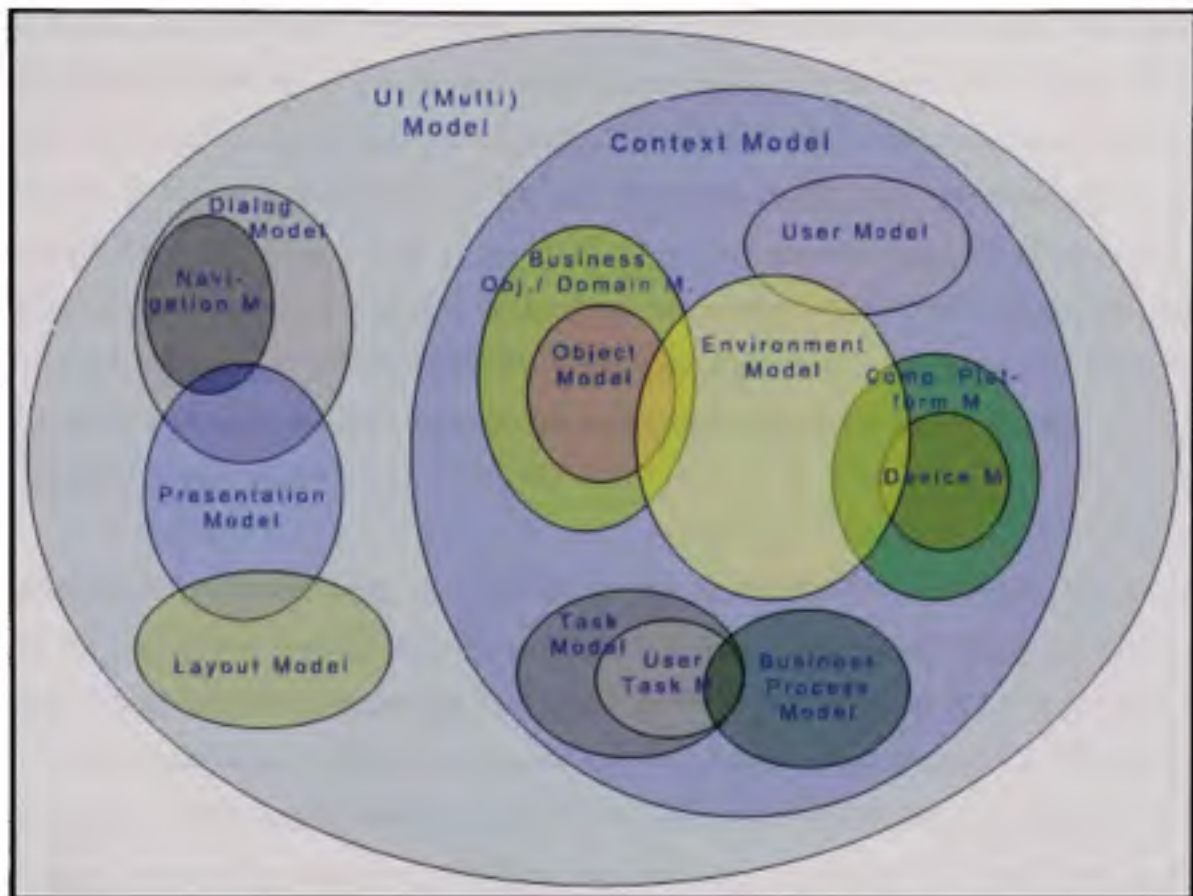 UI (Multi)
Model
Context Model
Dialog
Model
Navi-
gation M.
Presentation
Model
Layout Model
User Model
Business
Obj./ Domain M.
Object
Model
Environment
Model
Comp. Plat-
form M
Device M
Task
Model
User
Task M
Business
Process
Model